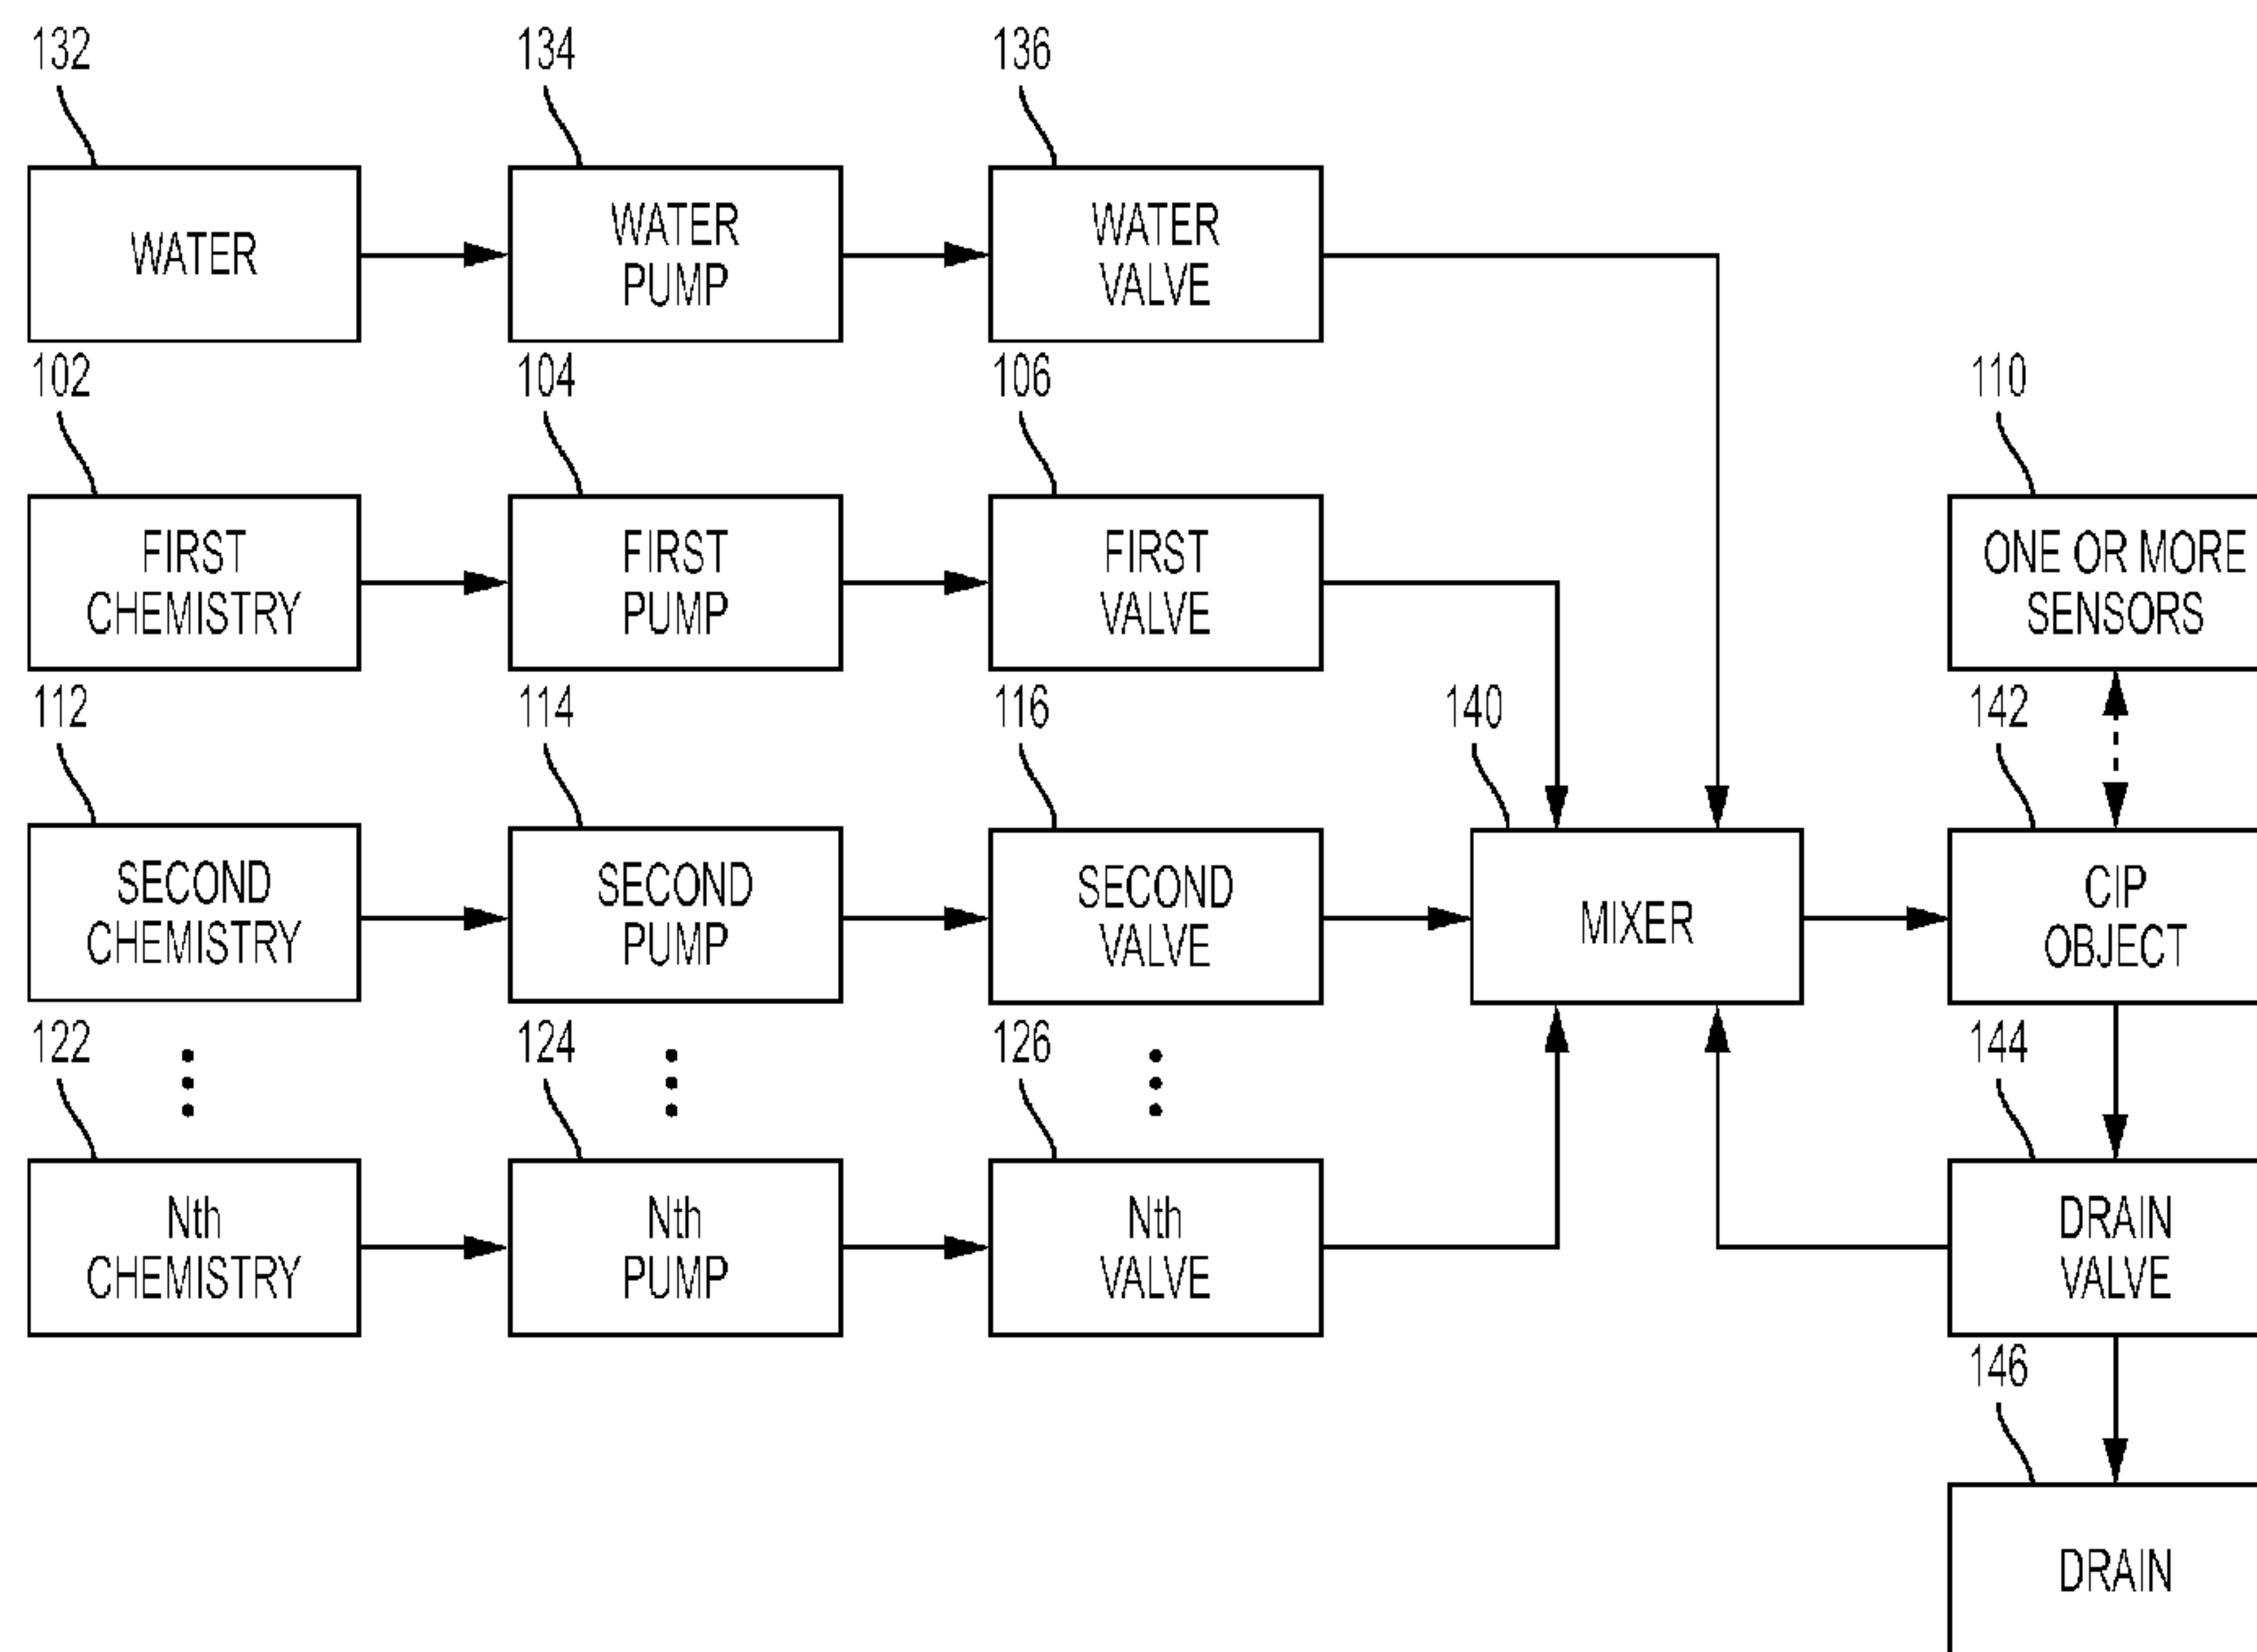 132
134
136
WATER
WATER
PUMP
WATER
VALVE
102
104
106
110
FIRST
CHEMISTRY
FIRST
PUMP
FIRST
VALVE
ONE OR MORE
SENSORS
112
114
116
140
142
SECOND
CHEMISTRY
SECOND
PUMP
SECOND
VALVE
MIXER
CIP
OBJECT
122
124
126
144
Nth
CHEMISTRY
Nth
PUMP
Nth
VALVE
DRAIN
VALVE
146
DRAIN